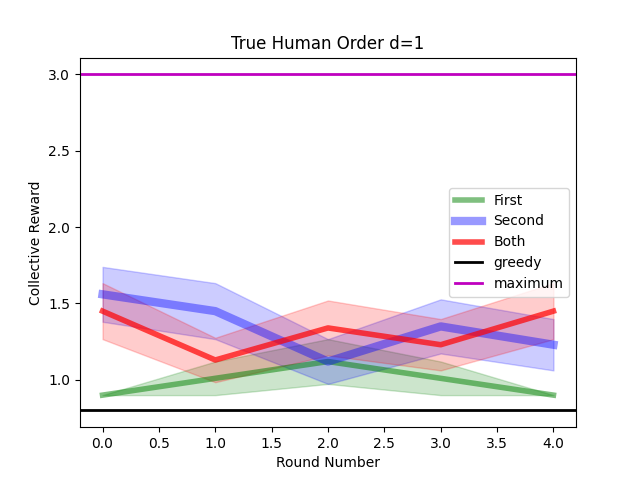 True Human Order d=1
Collective Reward
3.0
2.5
2.0
1.5
1.0
First
Second
Both
greedy
maximum
0.0 0.5 1.0 1.5 2.0 2.5 3.0 3.5 4.0
Round Number